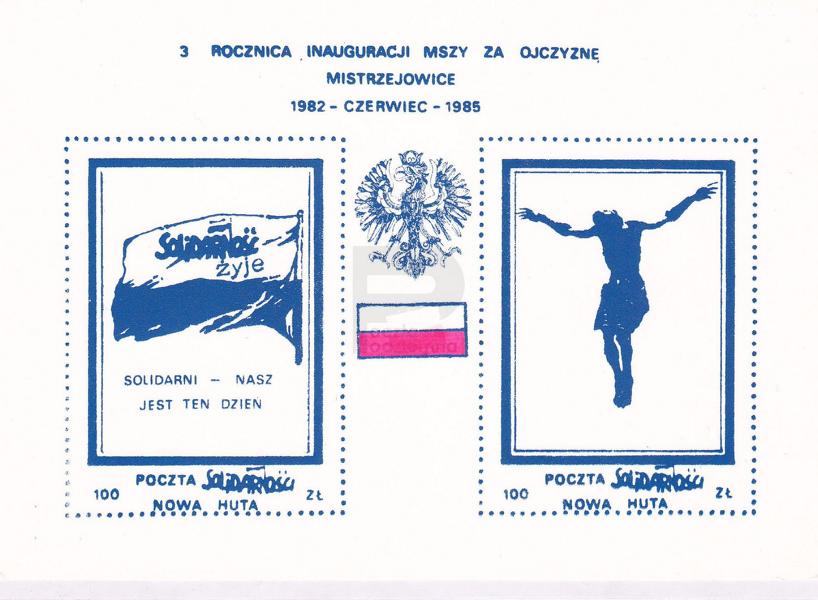 3 ROCZNICA INAUGURACJI MSZY ZA OJCZYZNĘ
MISTRZEJOWICE
1982 - CZERWIEC - 1985
SOLIDARNOŚĆ
żyje
SOLIDARNI - NASZ
JEST TEN DZIEŃ
POCZTA SOLIDARNOŚCI
100 ZŁ
NOWA HUTA
POCZTA SOLIDARNOŚCI
100 ZŁ
NOWA HUTA